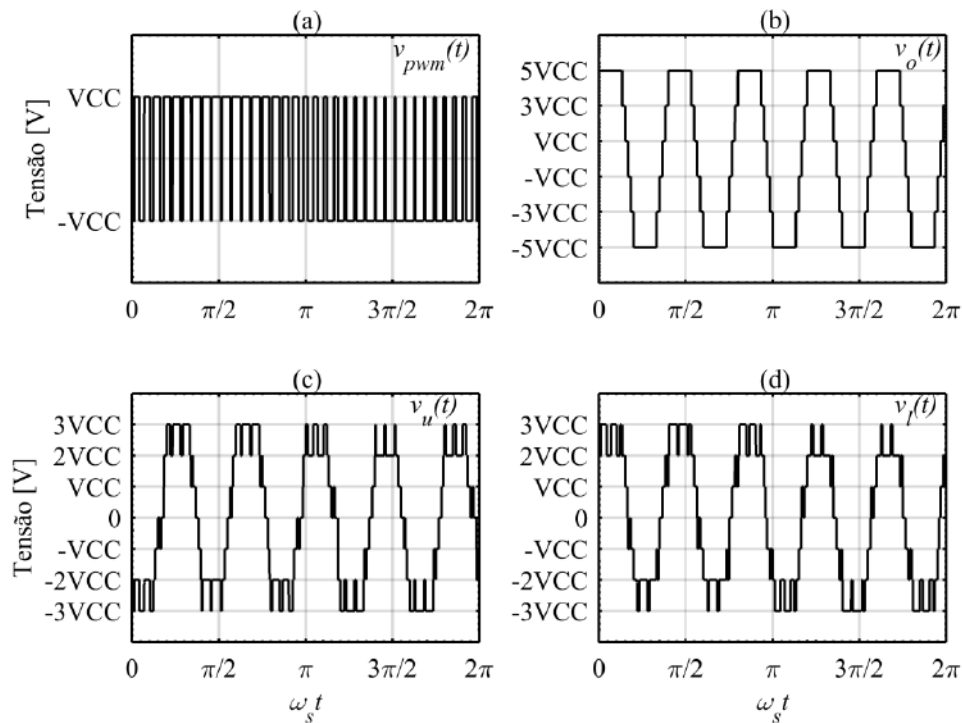 (a)
v_pwm(t)
Tensão [V]
VCC
-VCC
0 π/2 π 3π/2 2π
(b)
v_o(t)
5VCC
3VCC
VCC
-VCC
-3VCC
-5VCC
0 π/2 π 3π/2 2π
(c)
v_u(t)
Tensão [V]
3VCC
2VCC
VCC
0
-VCC
-2VCC
-3VCC
0 π/2 π 3π/2 2π
ω_s t
(d)
v_l(t)
3VCC
2VCC
VCC
0
-VCC
-2VCC
-3VCC
0 π/2 π 3π/2 2π
ω_s t